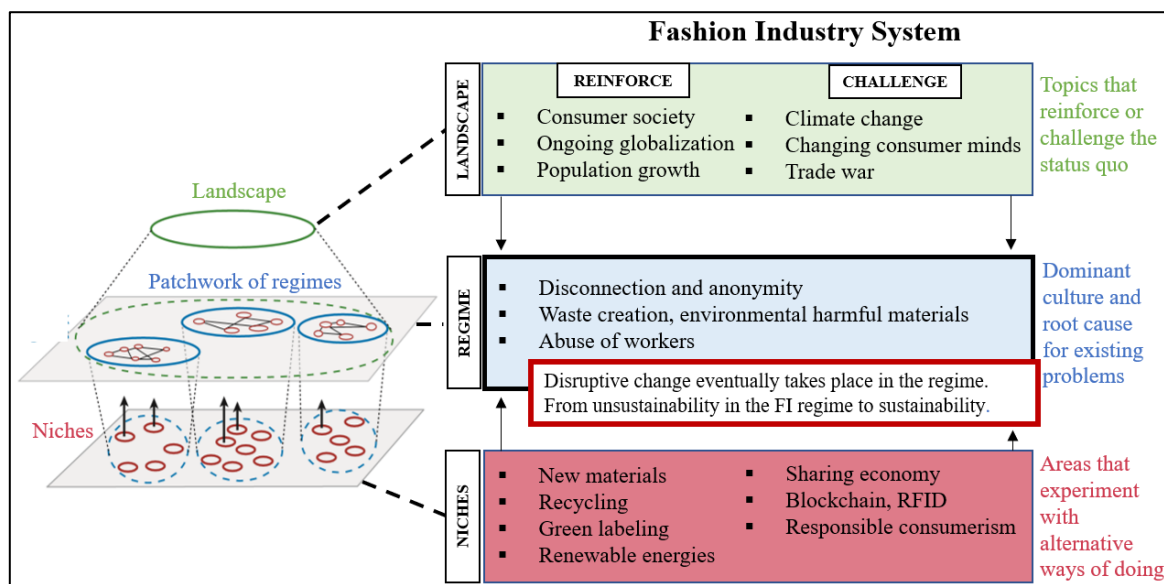 Fashion Industry System
LANDSCAPE
REINFORCE
▪ Consumer society
▪ Ongoing globalization
▪ Population growth
CHALLENGE
▪ Climate change
▪ Changing consumer minds
▪ Trade war
Topics that
reinforce or
challenge the
status quo
Landscape
Patchwork of regimes
Niches
REGIME
▪ Disconnection and anonymity
▪ Waste creation, environmental harmful materials
▪ Abuse of workers
Disruptive change eventually takes place in the regime.
From unsustainability in the FI regime to sustainability.
Dominant
culture and
root cause
for existing
problems
NICHES
▪ New materials
▪ Recycling
▪ Green labeling
▪ Renewable energies
▪ Sharing economy
▪ Blockchain, RFID
▪ Responsible consumerism
Areas that
experiment with
alternative
ways of doing